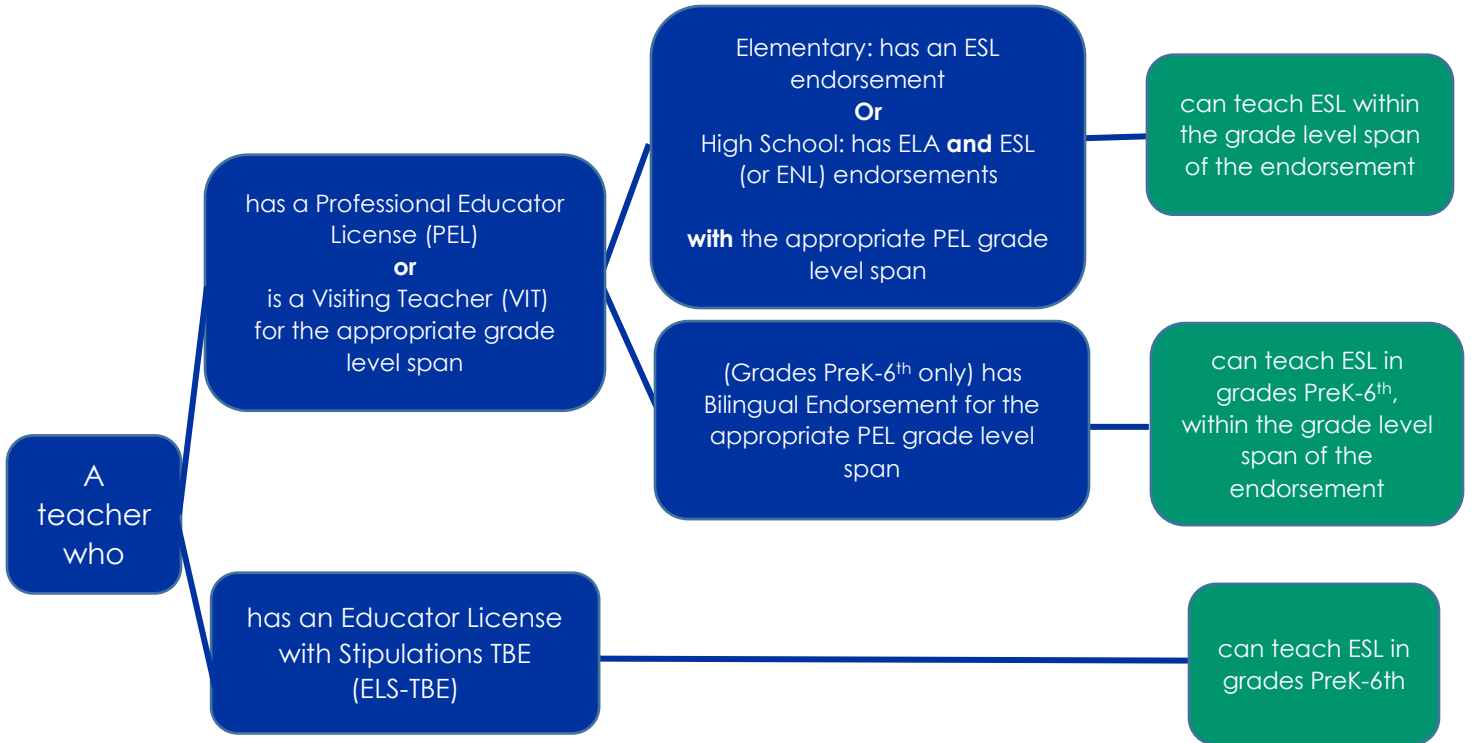 A
teacher
who
has a Professional Educator
License (PEL)
or
is a Visiting Teacher (VIT)
for the appropriate grade
level span
Elementary: has an ESL
endorsement
Or
High School: has ELA and ESL
(or ENL) endorsements
with the appropriate PEL grade
level span
can teach ESL within
the grade level span
of the endorsement
(Grades PreK-6th only) has
Bilingual Endorsement for the
appropriate PEL grade level
span
can teach ESL in
grades PreK-6th,
within the grade level
span of the
endorsement
has an Educator License
with Stipulations TBE
(ELS-TBE)
can teach ESL in
grades PreK-6th